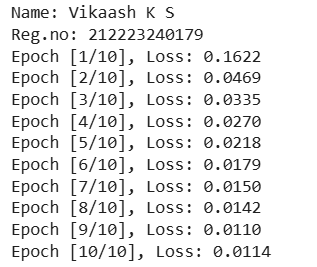 Name: Vikaash K S
Reg.no: 212223240179
Epoch [1/10], Loss: 0.1622
Epoch [2/10], Loss: 0.0469
Epoch [3/10], Loss: 0.0335
Epoch [4/10], Loss: 0.0270
Epoch [5/10], Loss: 0.0218
Epoch [6/10], Loss: 0.0179
Epoch [7/10], Loss: 0.0150
Epoch [8/10], Loss: 0.0142
Epoch [9/10], Loss: 0.0110
Epoch [10/10], Loss: 0.0114